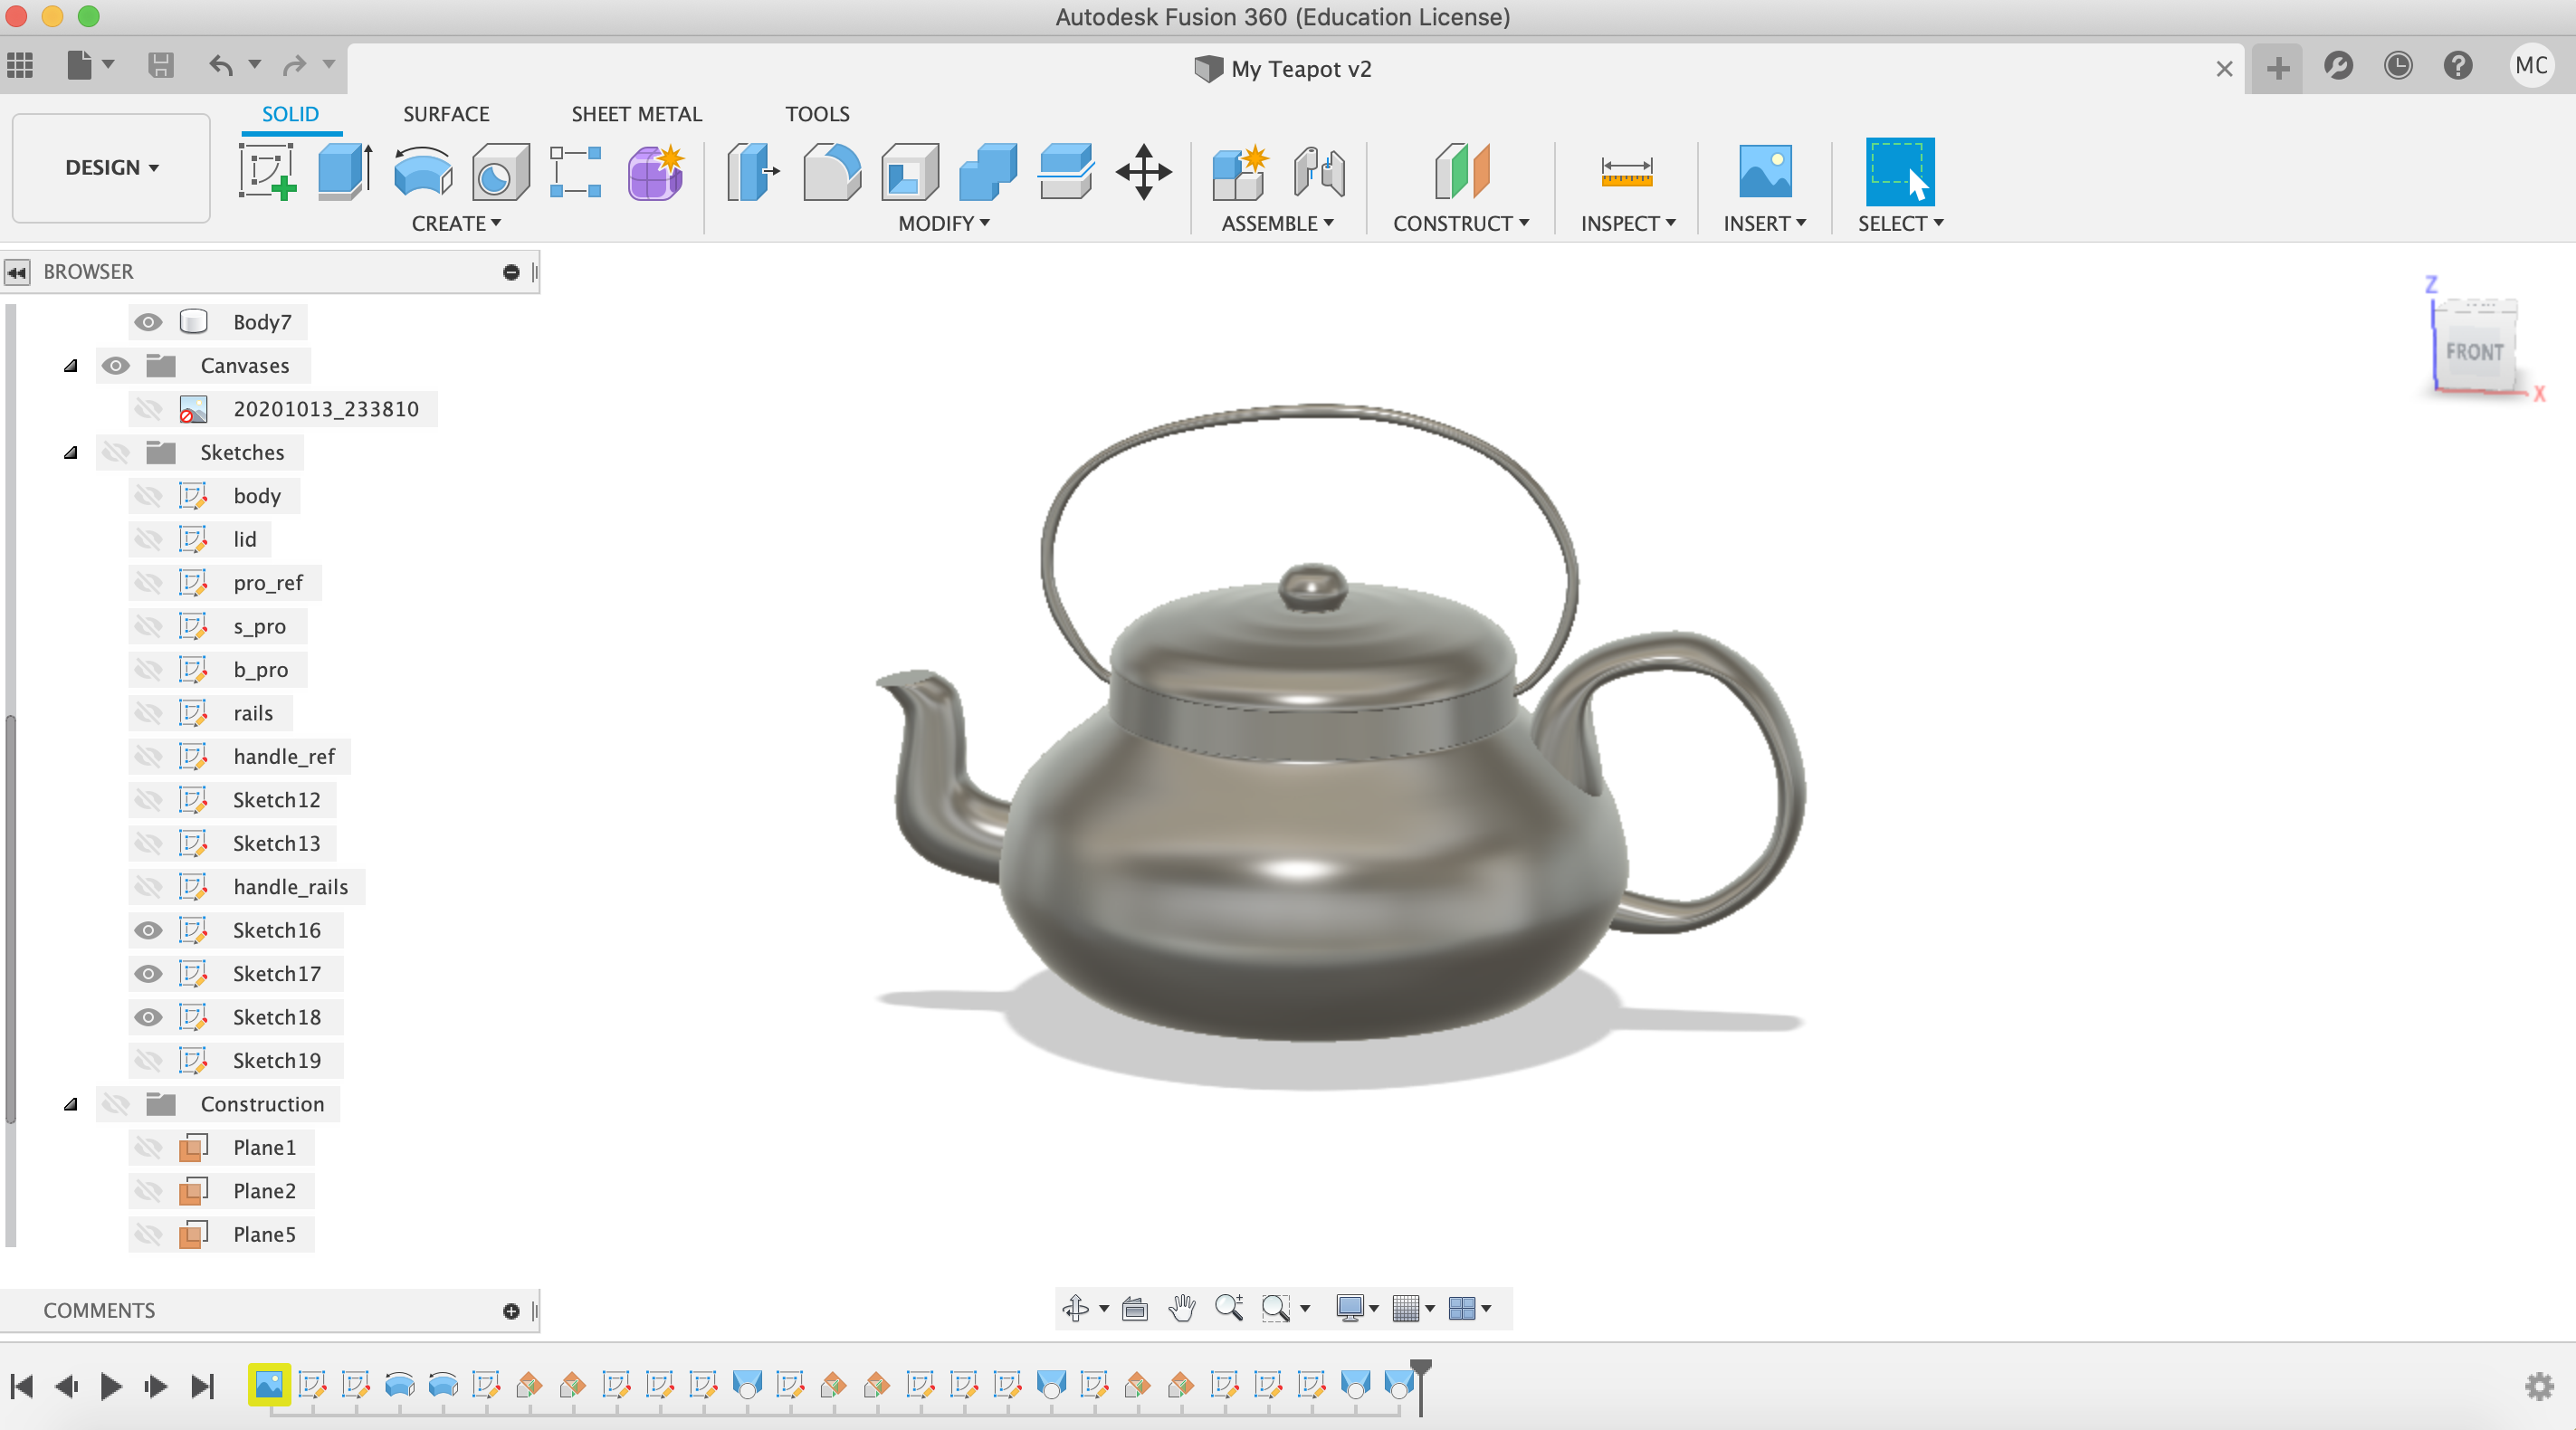 Autodesk Fusion 360 (Education License)
My Teapot v2
MC
SOLID SURFACE SHEET METAL TOOLS
DESIGN
CREATE MODIFY ASSEMBLE CONSTRUCT INSPECT INSERT SELECT
BROWSER
Body7
Canvases
20201013_233810
Sketches
body
lid
pro_ref
s_pro
b_pro
rails
handle_ref
Sketch12
Sketch13
handle_rails
Sketch16
Sketch17
Sketch18
Sketch19
Construction
Plane1
Plane2
Plane5
Z
FRONT
X
COMMENTS